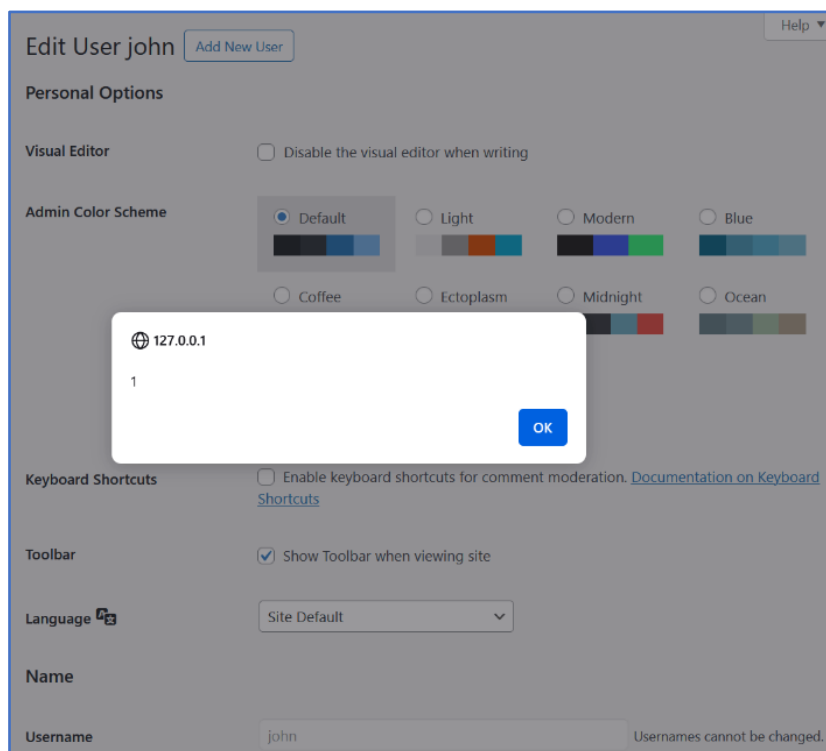 Help ▼
Edit User john Add New User
Personal Options
Visual Editor Disable the visual editor when writing
Admin Color Scheme Default Light Modern Blue
Coffee Ectoplasm Midnight Ocean
127.0.0.1
1
OK
Keyboard Shortcuts Enable keyboard shortcuts for comment moderation. Documentation on Keyboard
Shortcuts
Toolbar Show Toolbar when viewing site
Language Site Default
Name
Username john Usernames cannot be changed.